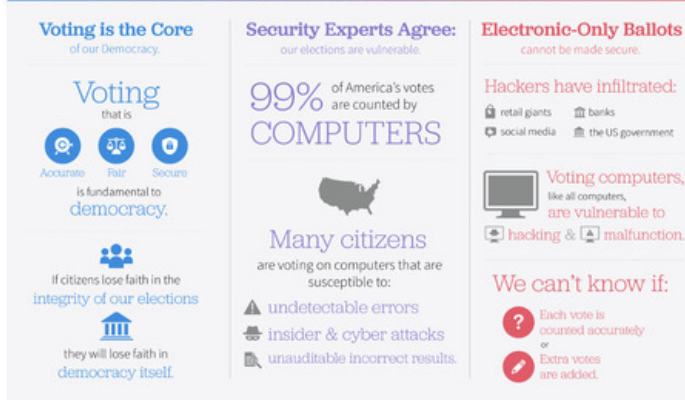 Voting is the Core
of our Democracy.
Voting
that is
Accurate Fair Secure
is fundamental to
democracy.
If citizens lose faith in the
integrity of our elections
they will lose faith in
democracy itself.
Security Experts Agree:
our elections are vulnerable.
99% of America's votes
are counted by
COMPUTERS
Many citizens
are voting on computers that are
susceptible to:
undetectable errors
insider & cyber attacks
unauditable incorrect results.
Electronic-Only Ballots
cannot be made secure.
Hackers have infiltrated:
retail giants banks
social media the US government
Voting computers,
like all computers,
are vulnerable to
hacking & malfunction.
We can't know if:
?
Each vote is
counted accurately
or
Extra votes
are added.